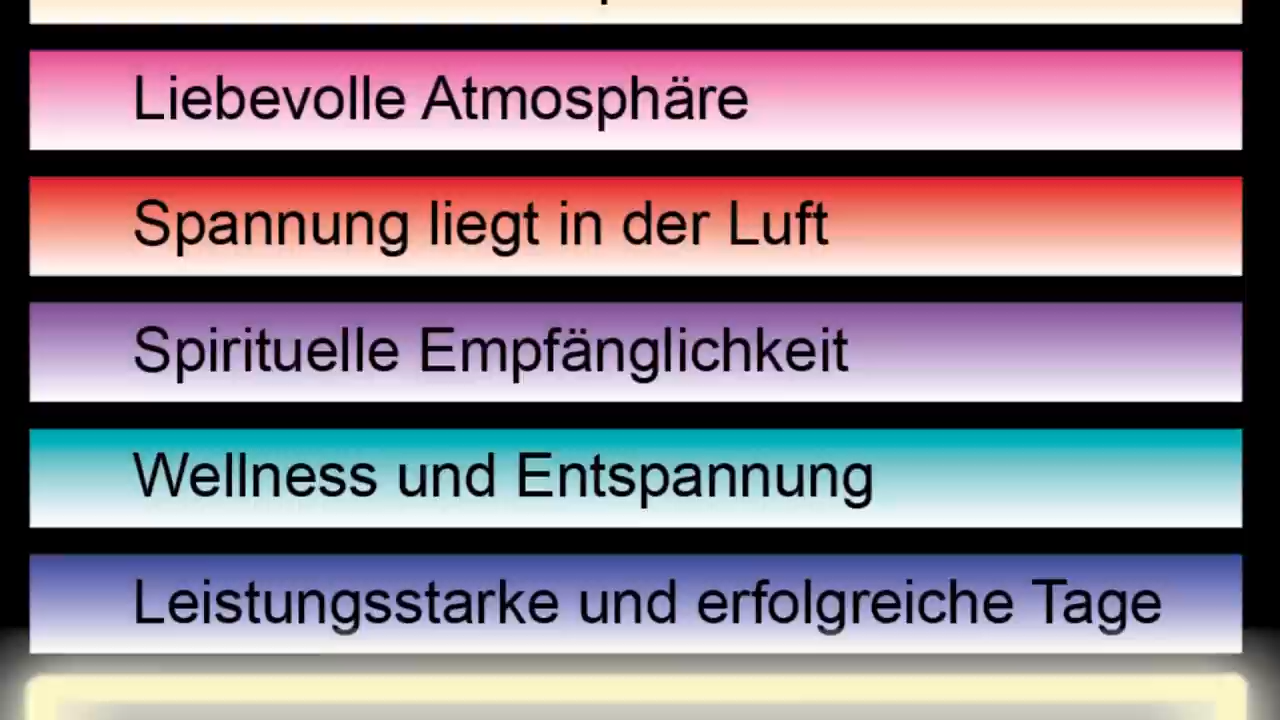 Liebevolle Atmosphäre
Spannung liegt in der Luft
Spirituelle Empfänglichkeit
Wellness und Entspannung
Leistungsstarke und erfolgreiche Tage